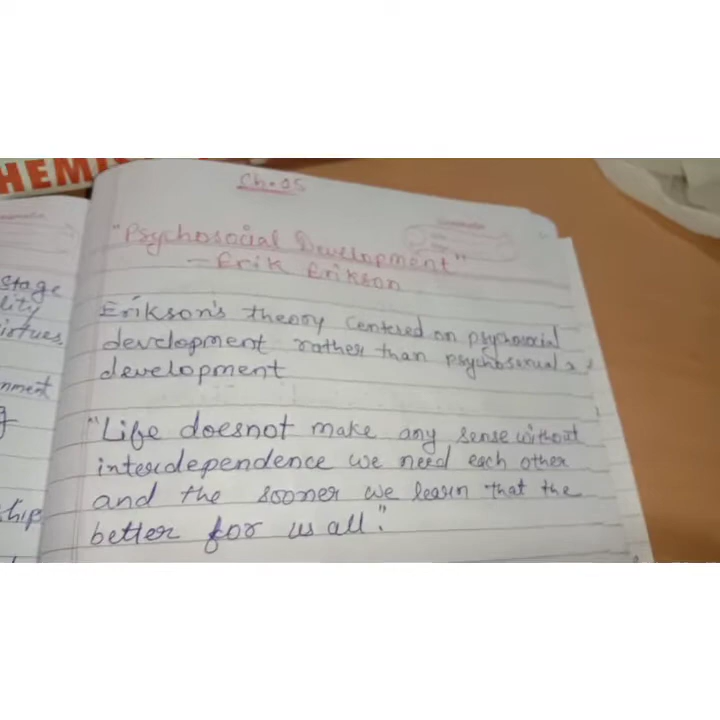 HEMIS
Ch-05
"Psychosocial Development"
- Erik Erikson
Erikson's theory centered on psychosocial
development rather than psychosexual
development
"Life doesnot make any sense without
interdependence we need each other
and the sooner we learn that the
better for us all."
stage
lity
irtues.
nment
g
hip